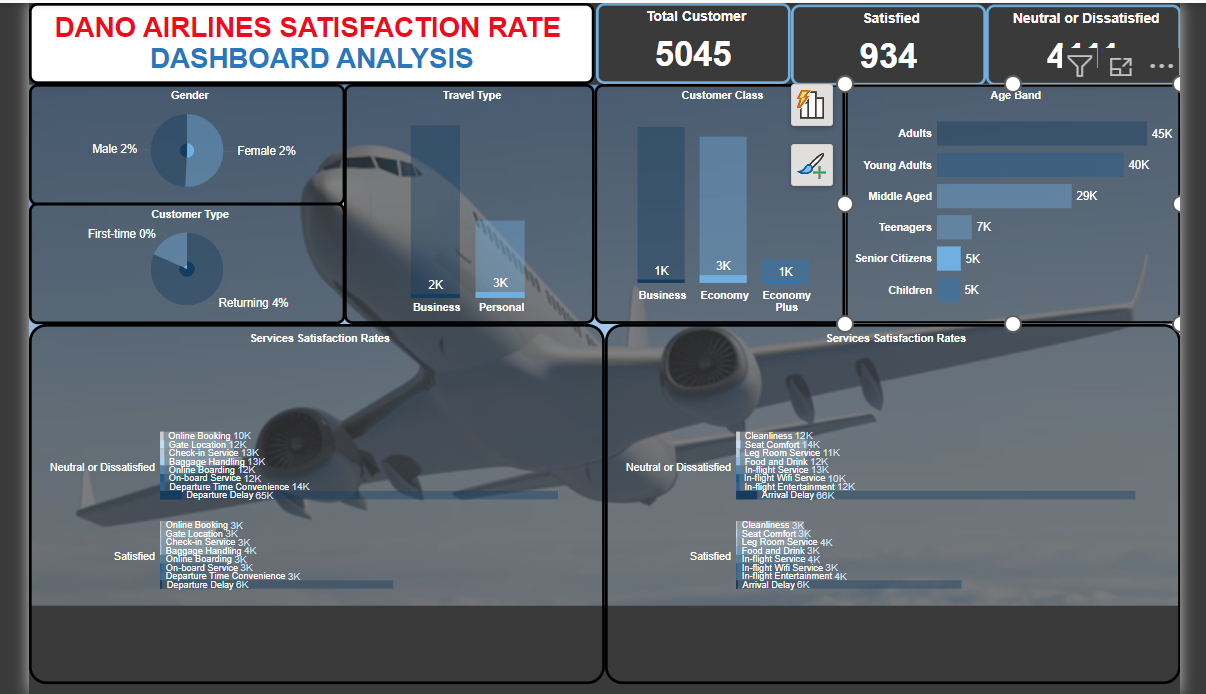 DANO AIRLINES SATISFACTION RATE
DASHBOARD ANALYSIS
Total Customer
5045
Satisfied
934
Neutral or Dissatisfied
4111
Gender
Male 2%
Female 2%
Customer Type
First-time 0%
Returning 4%
Travel Type
2K
3K
Business
Personal
Customer Class
1K
3K
1K
Business
Economy
Economy
Plus
Age Band
Adults
45K
Young Adults
40K
Middle Aged
29K
Teenagers
7K
Senior Citizens
5K
Children
5K
Services Satisfaction Rates
Neutral or Dissatisfied
Online Booking 10K
Gate Location 12K
Check-in Service 13K
Baggage Handling 13K
Online Boarding 12K
On-board Service 12K
Departure Time Convenience 14K
Departure Delay 65K
Satisfied
Online Booking 3K
Gate Location 3K
Check-in Service 3K
Baggage Handling 4K
Online Boarding 3K
On-board Service 3K
Departure Time Convenience 3K
Departure Delay 6K
Services Satisfaction Rates
Neutral or Dissatisfied
Cleanliness 12K
Seat Comfort 14K
Leg Room Service 11K
Food and Drink 12K
In-flight Service 13K
In-flight Wifi Service 10K
In-flight Entertainment 12K
Arrival Delay 66K
Satisfied
Cleanliness 3K
Seat Comfort 3K
Leg Room Service 4K
Food and Drink 3K
In-flight Service 4K
In-flight Wifi Service 3K
In-flight Entertainment 4K
Arrival Delay 6K